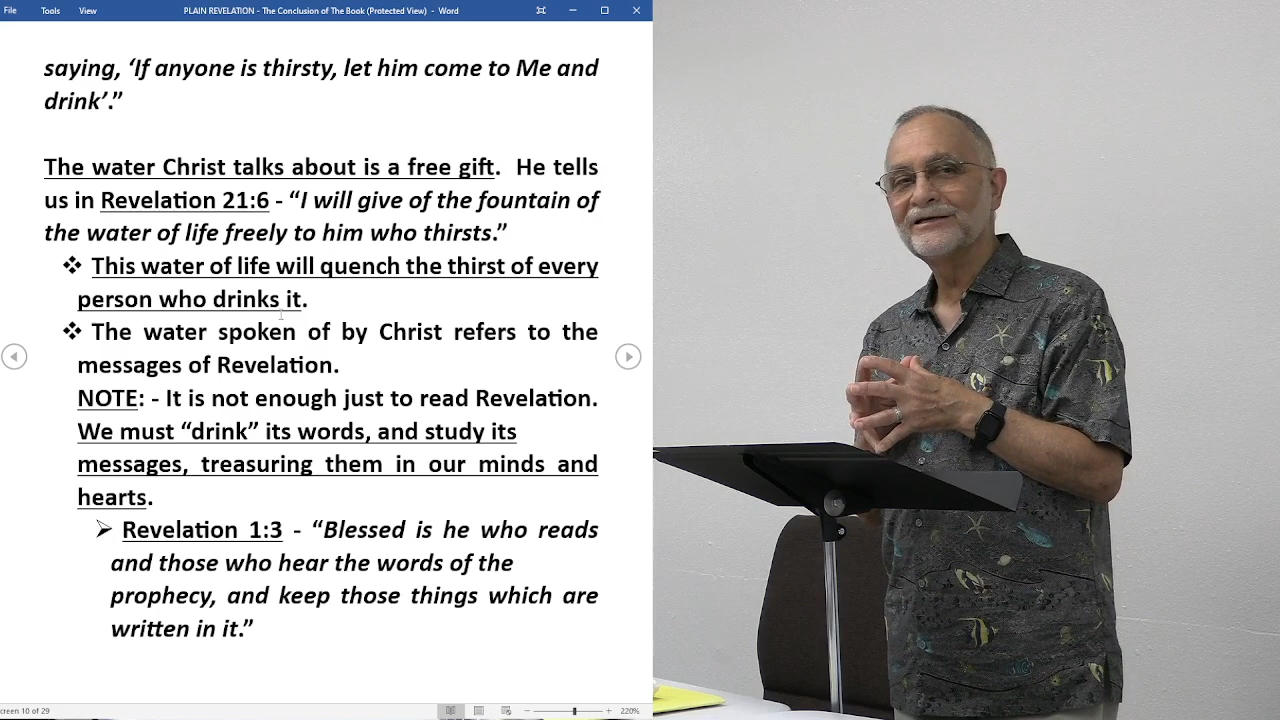 File Tools View PLAIN REVELATION - The Conclusion of The Book (Protected View) - Word
saying, ‘If anyone is thirsty, let him come to Me and
drink’.”
The water Christ talks about is a free gift. He tells
us in Revelation 21:6 - “I will give of the fountain of
the water of life freely to him who thirsts.”
❖ This water of life will quench the thirst of every
person who drinks it.
❖ The water spoken of by Christ refers to the
messages of Revelation.
NOTE: - It is not enough just to read Revelation.
We must “drink” its words, and study its
messages, treasuring them in our minds and
hearts.
➢ Revelation 1:3 - “Blessed is he who reads
and those who hear the words of the
prophecy, and keep those things which are
written in it.”
creen 10 of 29 220%